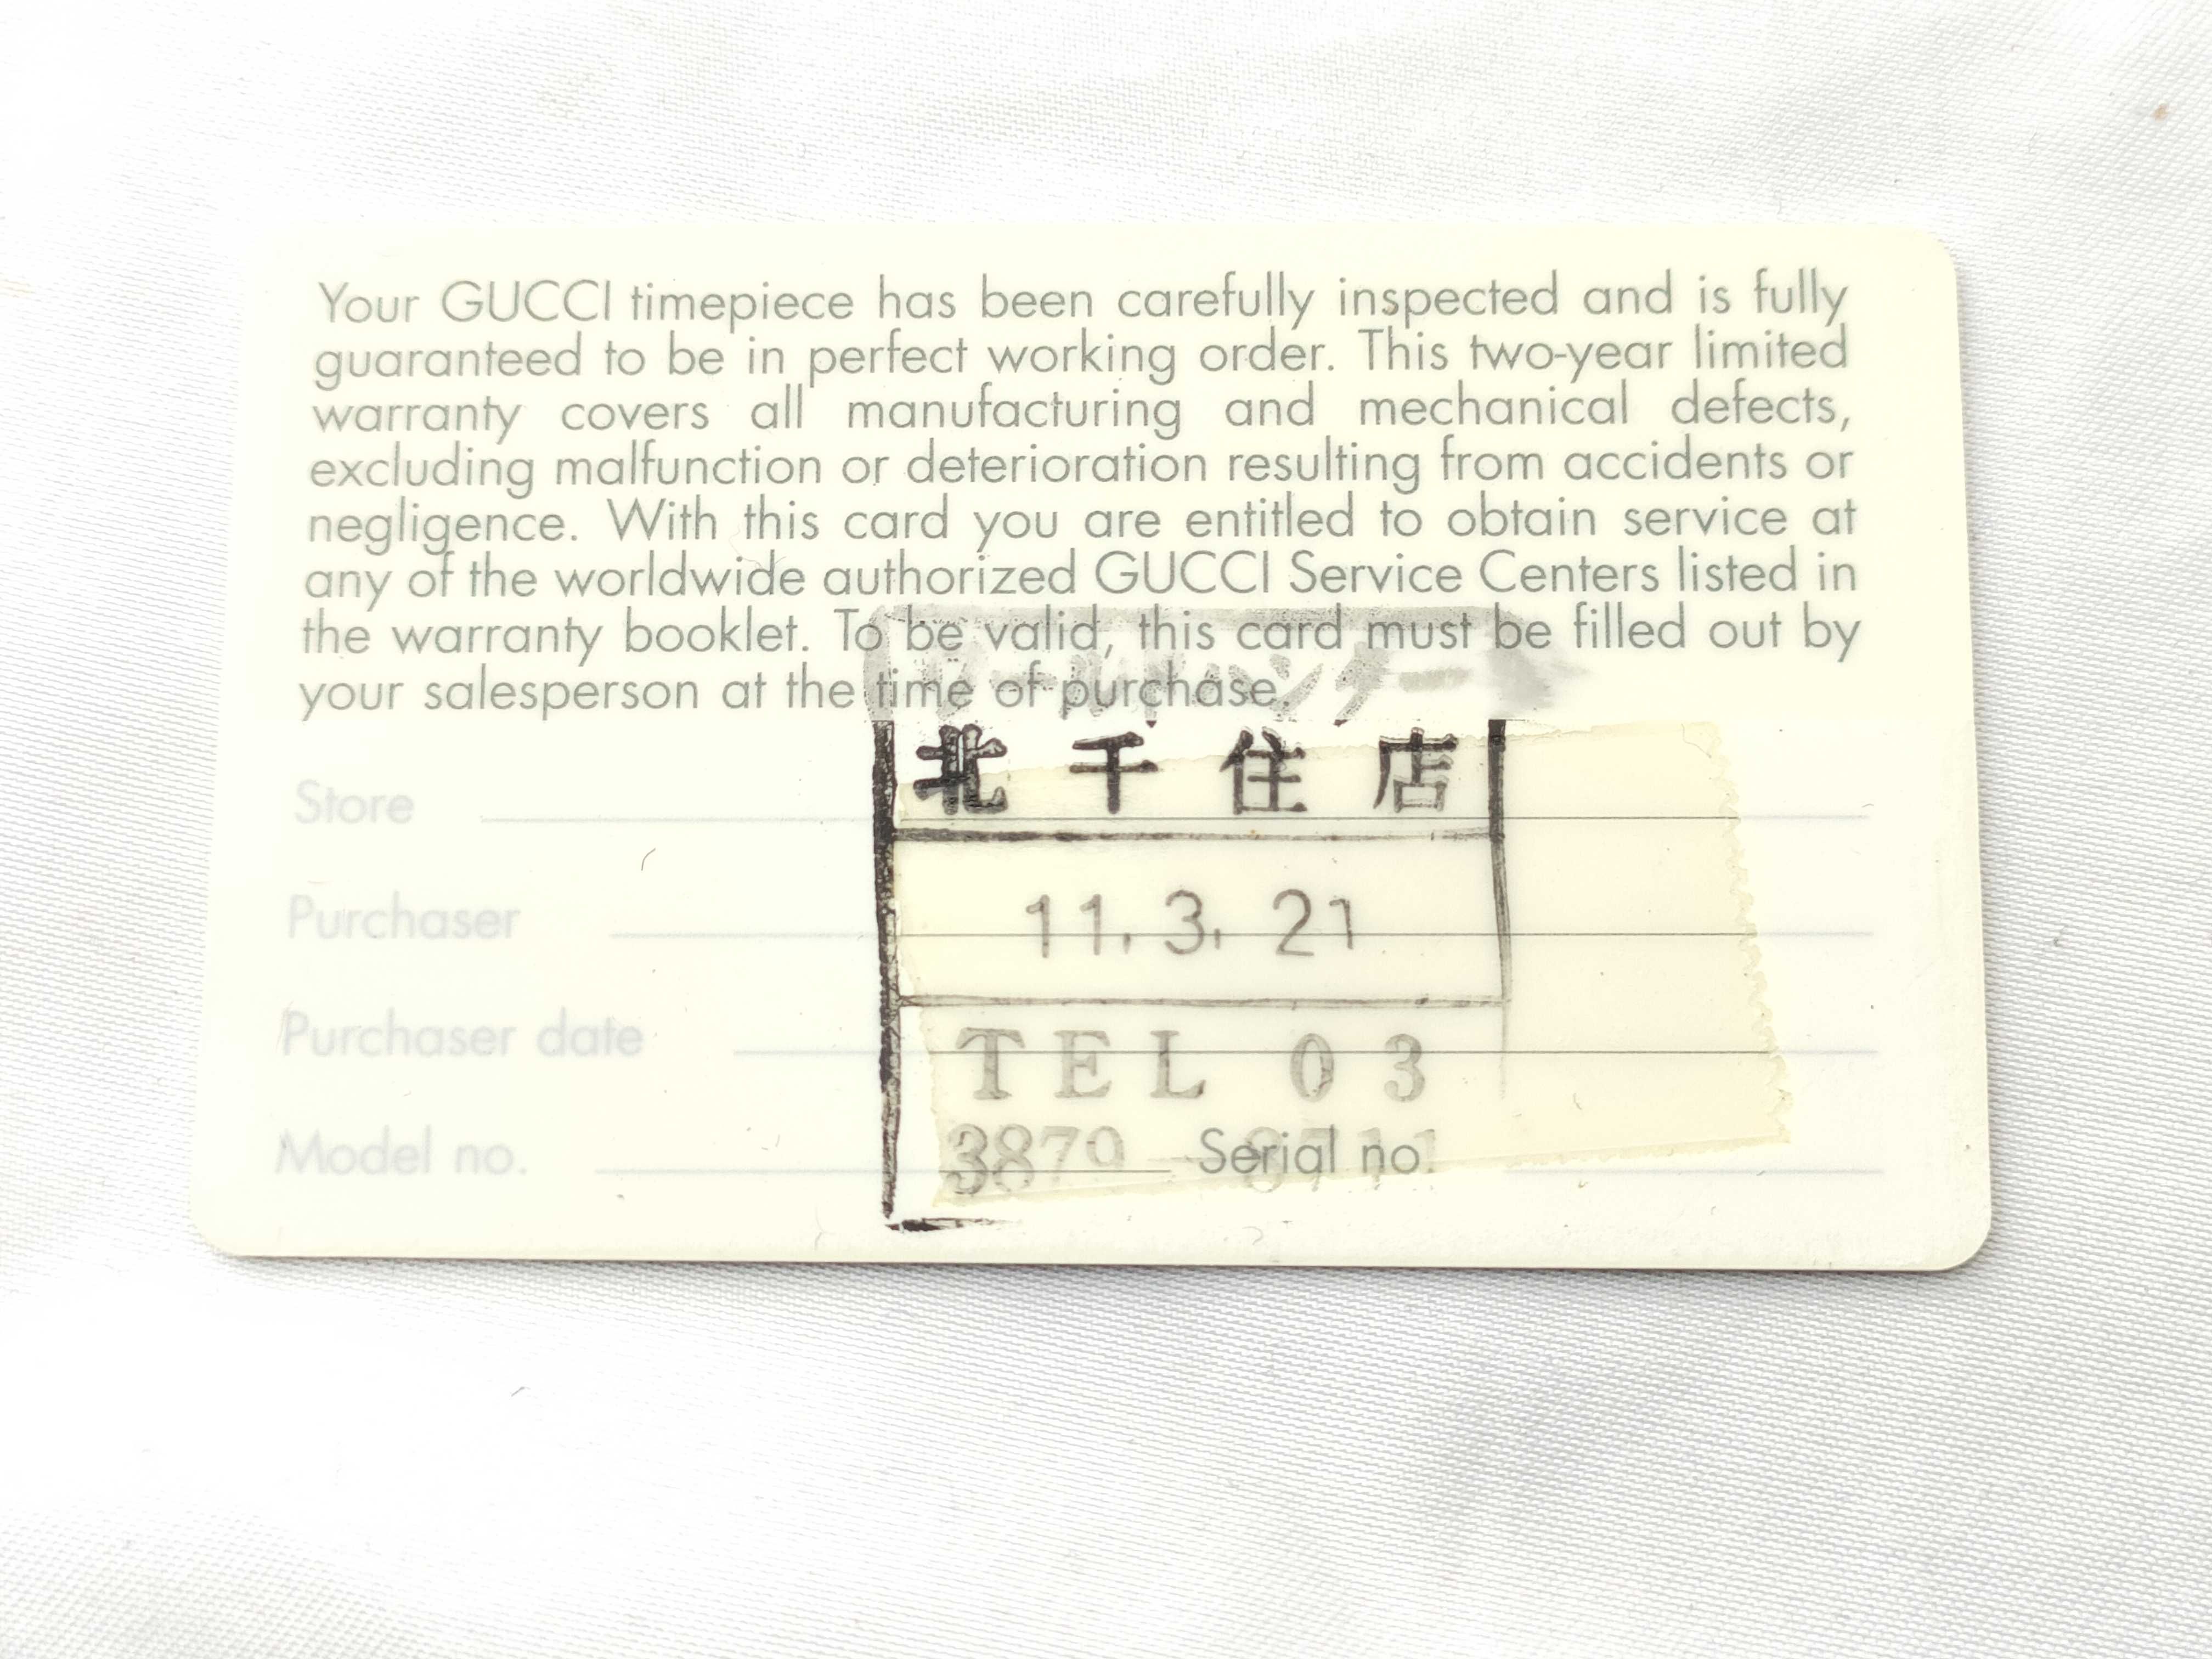 Your GUCCI timepiece has been carefully inspected and is fully
guaranteed to be in perfect working order. This two-year limited
warranty covers all manufacturing and mechanical defects,
excluding malfunction or deterioration resulting from accidents or
negligence. With this card you are entitled to obtain service at
any of the worldwide authorized GUCCI Service Centers listed in
the warranty booklet. To be valid, this card must be filled out by
your salesperson at the time of purchase.
北千住店
Store
11. 3. 21
Purchaser
TEL 03
Purchaser date
3879
Model no.
Serial no.